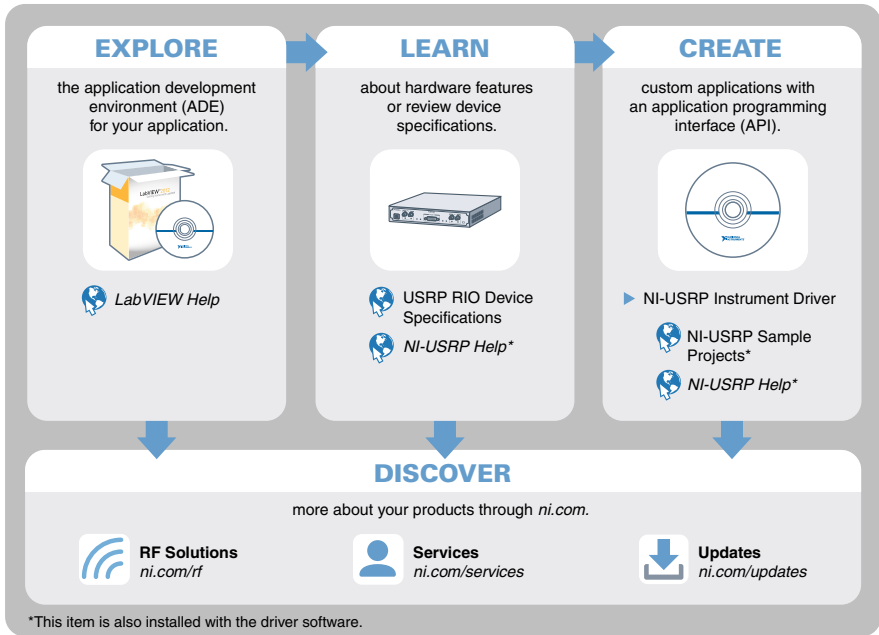 EXPLORE
the application development
environment (ADE)
for your application.
LabVIEW Help
LEARN
about hardware features
or review device
specifications.
USRP RIO Device
Specifications
NI-USRP Help*
CREATE
custom applications with
an application programming
interface (API).
NI-USRP Instrument Driver
NI-USRP Sample
Projects*
NI-USRP Help*
DISCOVER
more about your products through ni.com.
RF Solutions
ni.com/rf
Services
ni.com/services
Updates
ni.com/updates
*This item is also installed with the driver software.